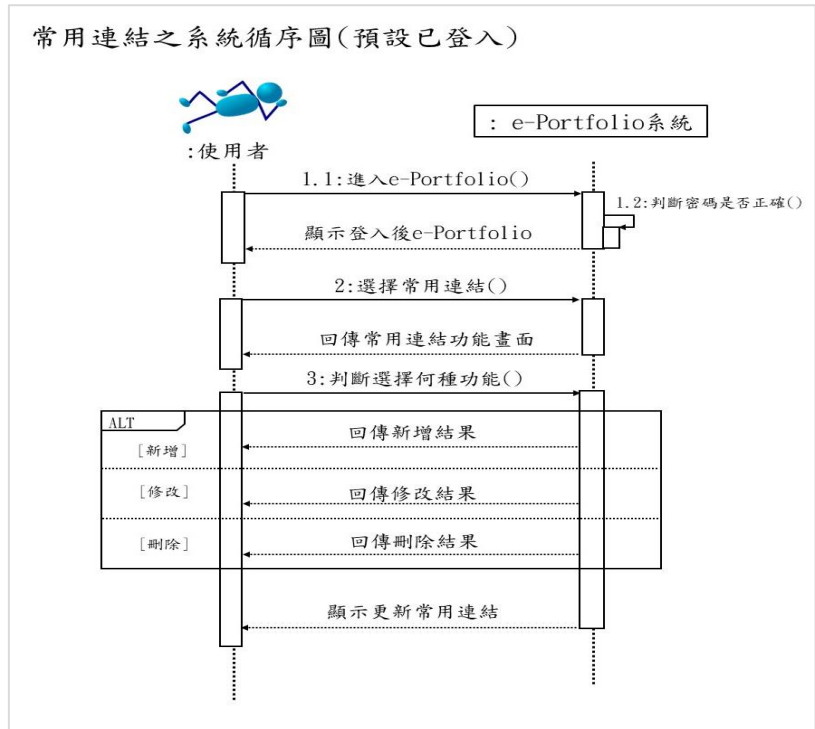 常用連結之系統循序圖(預設已登入)
:使用者
: e-Portfolio系統
1.1:進入e-Portfolio()
1.2:判斷密碼是否正確()
顯示登入後e-Portfolio
2:選擇常用連結()
回傳常用連結功能畫面
3:判斷選擇何種功能()
ALT
[新增]
回傳新增結果
[修改]
回傳修改結果
[刪除]
回傳刪除結果
顯示更新常用連結